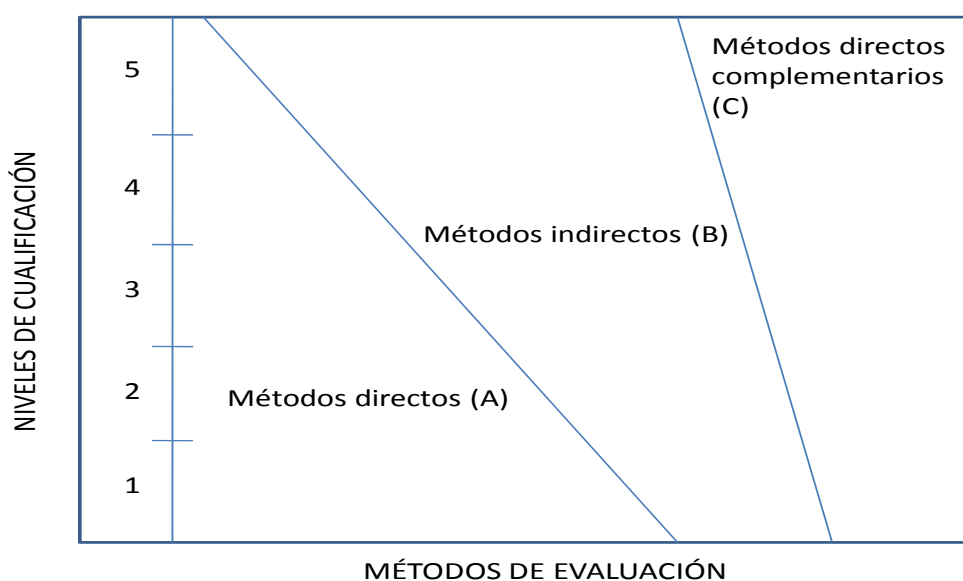 NIVELES DE CUALIFICACIÓN
5
4
3
2
1
Métodos directos
complementarios
(C)
Métodos indirectos (B)
Métodos directos (A)
MÉTODOS DE EVALUACIÓN